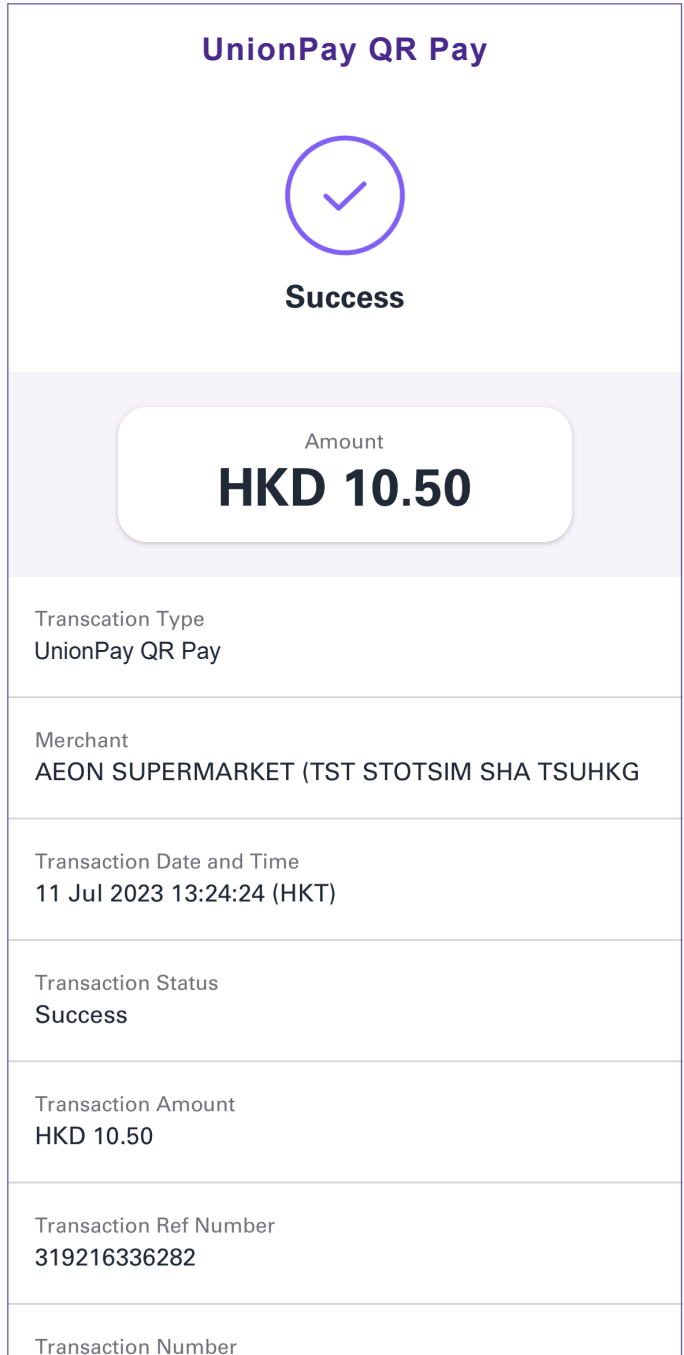 UnionPay QR Pay
Success
Amount
HKD 10.50
Transcation Type
UnionPay QR Pay
Merchant
AEON SUPERMARKET (TST STOTSIM SHA TSUHKG
Transaction Date and Time
11 Jul 2023 13:24:24 (HKT)
Transaction Status
Success
Transaction Amount
HKD 10.50
Transaction Ref Number
319216336282
Transaction Number